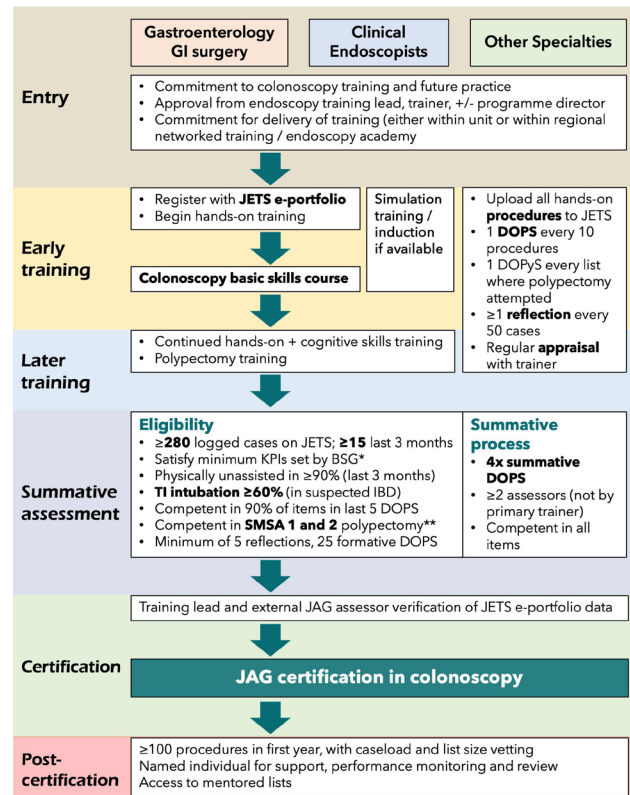 Gastroenterology
GI surgery
Clinical
Endoscopists
Other Specialties
Entry
• Commitment to colonoscopy training and future practice
• Approval from endoscopy training lead, trainer, +/- programme director
• Commitment for delivery of training (either within unit or within regional
networked training / endoscopy academy
Early
training
• Register with JETS e-portfolio
• Begin hands-on training
Colonoscopy basic skills course
Simulation
training /
induction
if available
• Upload all hands-on
procedures to JETS
• 1 DOPS every 10
procedures
• 1 DOPyS every list
where polypectomy
attempted
• ≥1 reflection every
50 cases
• Regular appraisal
with trainer
Later
training
• Continued hands-on + cognitive skills training
• Polypectomy training
Summative
assessment
Eligibility
• ≥280 logged cases on JETS; ≥15 last 3 months
• Satisfy minimum KPIs set by BSG*
• Physically unassisted in ≥90% (last 3 months)
• TI intubation ≥60% (in suspected IBD)
• Competent in 90% of items in last 5 DOPS
• Competent in SMSA 1 and 2 polypectomy**
• Minimum of 5 reflections, 25 formative DOPS
Summative
process
• 4x summative
DOPS
• ≥2 assessors (not by
primary trainer)
• Competent in all
items
Certification
Training lead and external JAG assessor verification of JETS e-portfolio data
JAG certification in colonoscopy
Post-
certification
≥100 procedures in first year, with caseload and list size vetting
Named individual for support, performance monitoring and review
Access to mentored lists